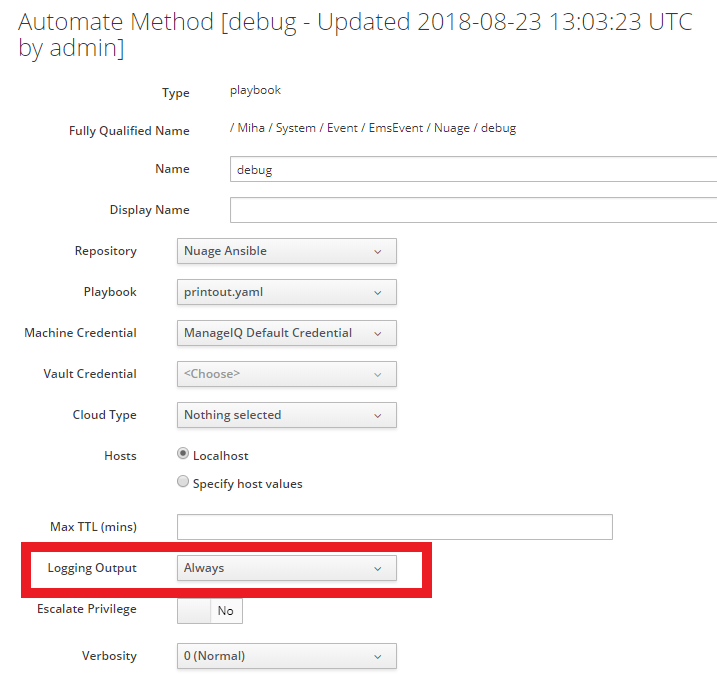 Automate Method [debug - Updated 2018-08-23 13:03:23 UTC
by admin]
Type playbook
Fully Qualified Name / Miha / System / Event / EmsEvent / Nuage / debug
Name debug
Display Name
Repository Nuage Ansible
Playbook printout.yaml
Machine Credential ManageIQ Default Credential
Vault Credential <Choose>
Cloud Type Nothing selected
Hosts Localhost
Specify host values
Max TTL (mins)
Logging Output Always
Escalate Privilege No
Verbosity 0 (Normal)